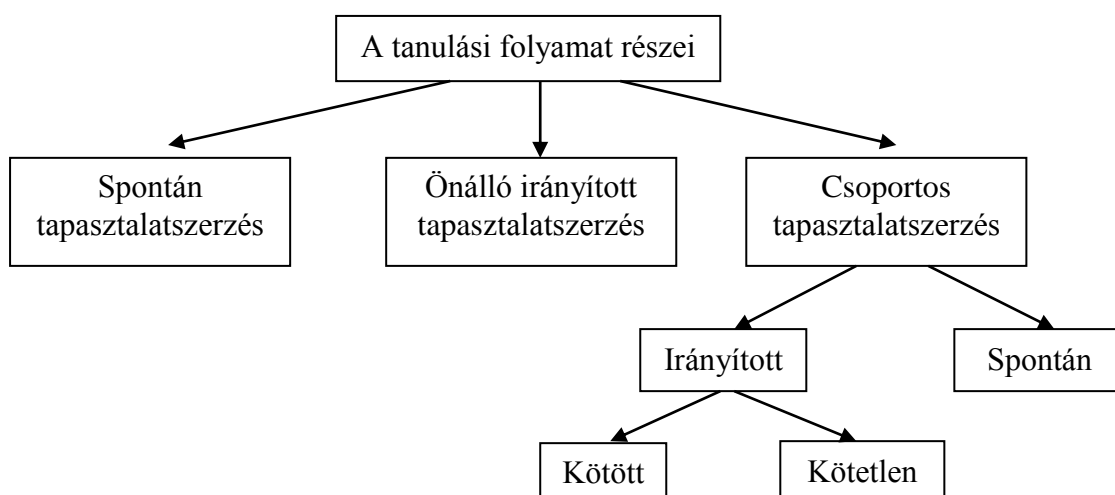 A tanulási folyamat részei
Spontán
tapasztalatszerzés
Önálló irányított
tapasztalatszerzés
Csoportos
tapasztalatszerzés
Irányított
Spontán
Kötött
Kötetlen